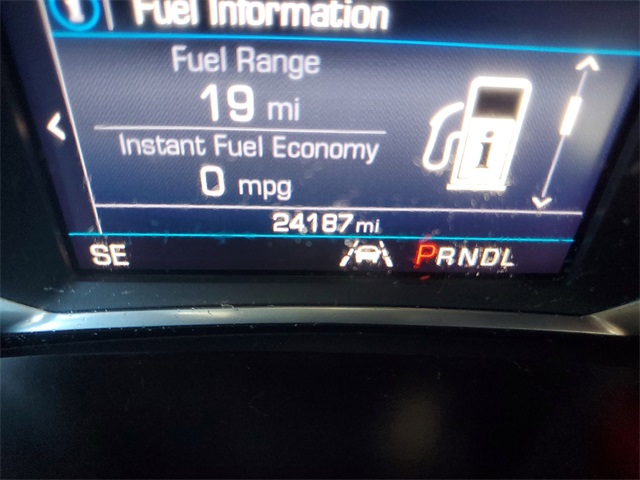 Fuel Information
Fuel Range
19 mi
Instant Fuel Economy
0 mpg
24187 mi
SE PRNDL